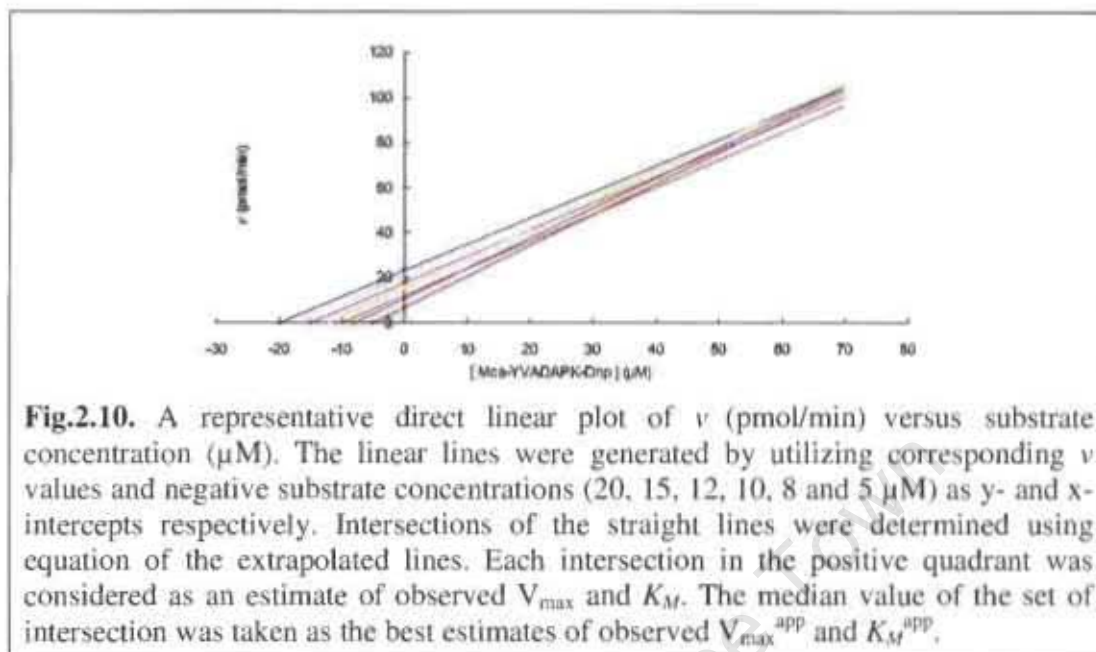 120
100
80
60
40
20
0
v (pmol/min)
-30 -20 -10 0 10 20 30 40 50 60 70 80
[ Mca-YVADAPK-Dnp ] (µM)
Fig.2.10. A representative direct linear plot of v (pmol/min) versus substrate
concentration (µM). The linear lines were generated by utilizing corresponding v
values and negative substrate concentrations (20, 15, 12, 10, 8 and 5 µM) as y- and x-
intercepts respectively. Intersections of the straight lines were determined using
equation of the extrapolated lines. Each intersection in the positive quadrant was
considered as an estimate of observed Vmax and KM. The median value of the set of
intersection was taken as the best estimates of observed Vmax^app and KM^app.